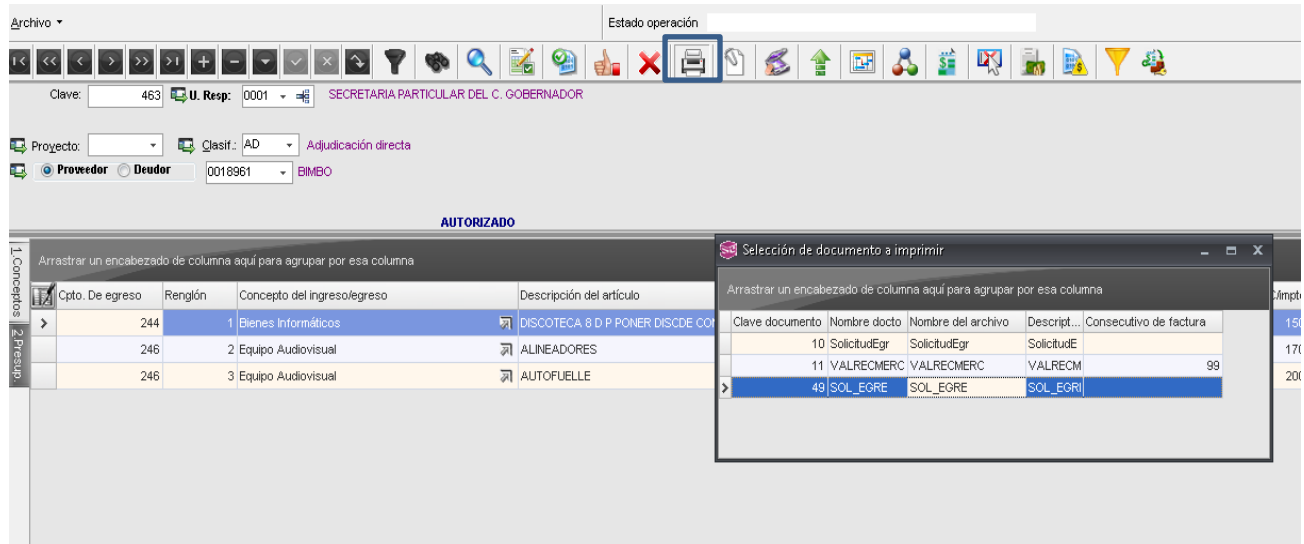 Archivo
Estado operación
Clave: 463 U. Resp: 0001 SECRETARIA PARTICULAR DEL C. GOBERNADOR
Proyecto: Clasif.: AD Adjudicación directa
Proveedor Deudor 0018961 BIMBO
AUTORIZADO
1_Conceptos
2.Presup.
Arrastrar un encabezado de columna aquí para agrupar por esa columna
Cpto. De egreso Renglón Concepto del ingreso/egreso Descripción del artículo
244 1 Bienes Informáticos DISCOTECA 8 D P PONER DISCDE 150
246 2 Equipo Audiovisual ALINEADORES 170
246 3 Equipo Audiovisual AUTOFUELLE 200
Selección de documento a imprimir
Arrastrar un encabezado de columna aquí para agrupar por esa columna
Clave documento Nombre docto Nombre del archivo Descript... Consecutivo de factura
10 SolicitudEgr SolicitudEgr SolicitudE
11 VALRECMERC VALRECMERC VALRECM 99
49 SOL_EGRE SOL_EGRE SOL_EGRI